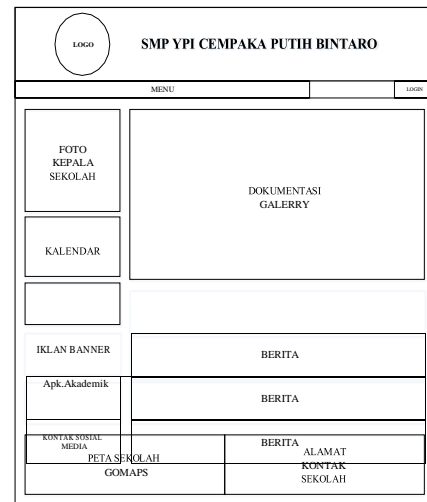 LOGO
SMP YPI CEMPAKA PUTIH BINTARO
MENU
LOGIN
FOTO
KEPALA
SEKOLAH
DOKUMENTASI
GALERRY
KALENDAR
IKLAN BANNER
BERITA
Apk.Akademik
BERITA
KONTAK SOSIAL
MEDIA
BERITA
PETA SEKOLAH
GOMAPS
ALAMAT
KONTAK
SEKOLAH